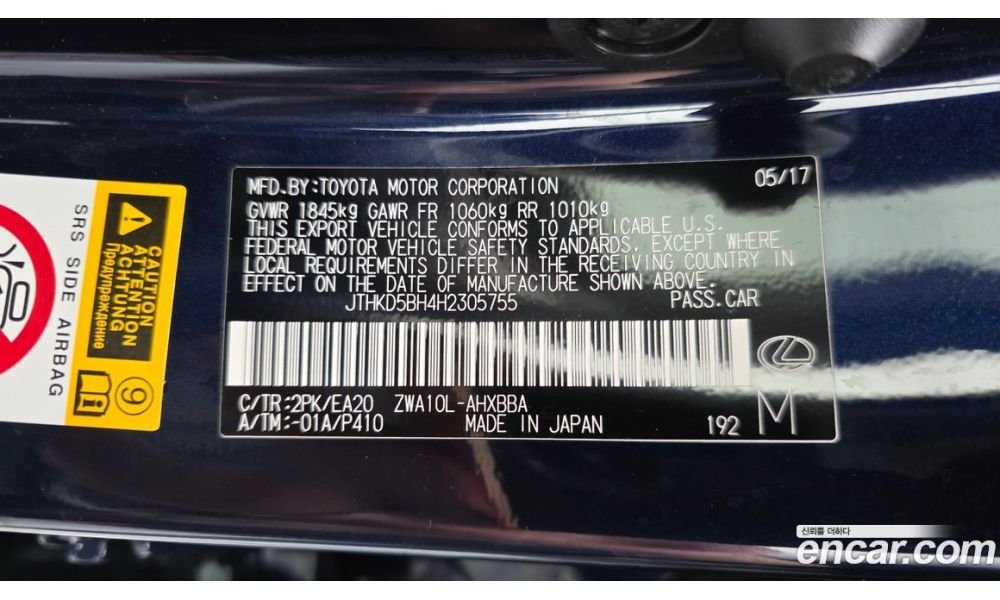 MFD.BY:TOYOTA MOTOR CORPORATION 05/17
GVWR 1845kg GAWR FR 1060kg RR 1010kg
THIS EXPORT VEHICLE CONFORMS TO APPLICABLE U.S.
FEDERAL MOTOR VEHICLE SAFETY STANDARDS, EXCEPT WHERE
LOCAL REQUIREMENTS DIFFER IN THE RECEIVING COUNTRY IN
EFFECT ON THE DATE OF MANUFACTURE SHOWN ABOVE.
JTHKD5BH4H2305755 PASS.CAR
C/TR:2PK/EA20 ZWA10L-AHXBBA
A/TM:-01A/P410 MADE IN JAPAN 192 M
CAUTION
ATTENTION
ACHTUNG
Предупреждение
9
SRS SIDE AIRBAG
신뢰를 더하다
encar.com